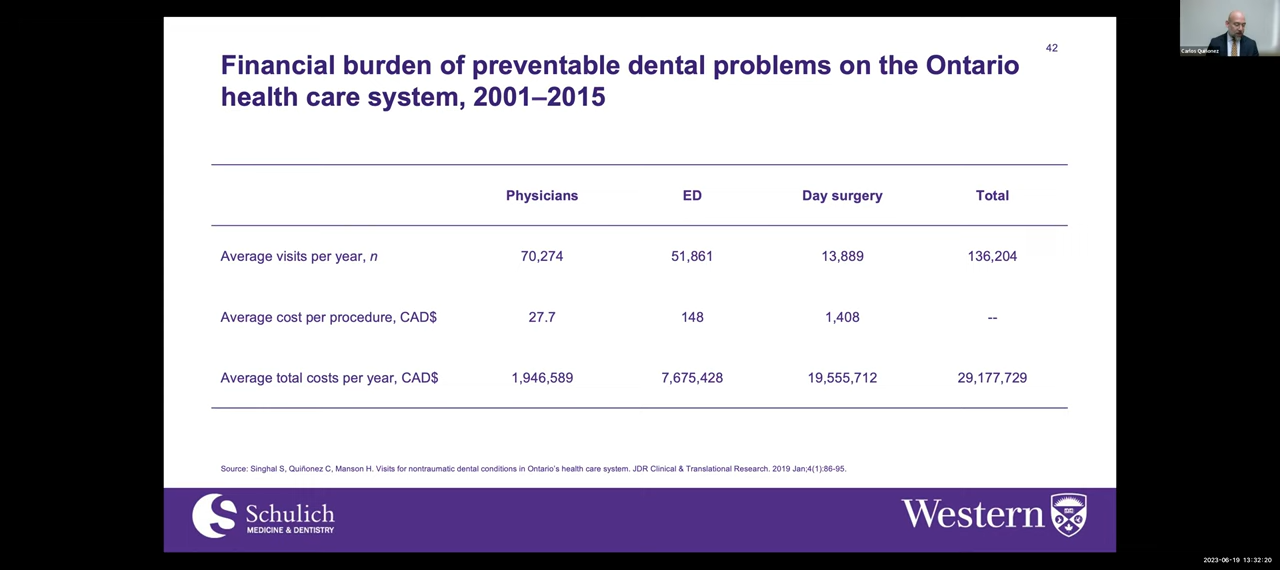 42
Financial burden of preventable dental problems on the Ontario
health care system, 2001–2015
Physicians ED Day surgery Total
Average visits per year, n 70,274 51,861 13,889 136,204
Average cost per procedure, CAD$ 27.7 148 1,408 --
Average total costs per year, CAD$ 1,946,589 7,675,428 19,555,712 29,177,729
Source: Singhal S, Quiñonez C, Manson H. Visits for nontraumatic dental conditions in Ontario's health care system. JDR Clinical & Translational Research. 2019 Jan;4(1):86-95.
Schulich
MEDICINE & DENTISTRY
Western
Carlos Quiñonez
2023-06-19 13:32:20